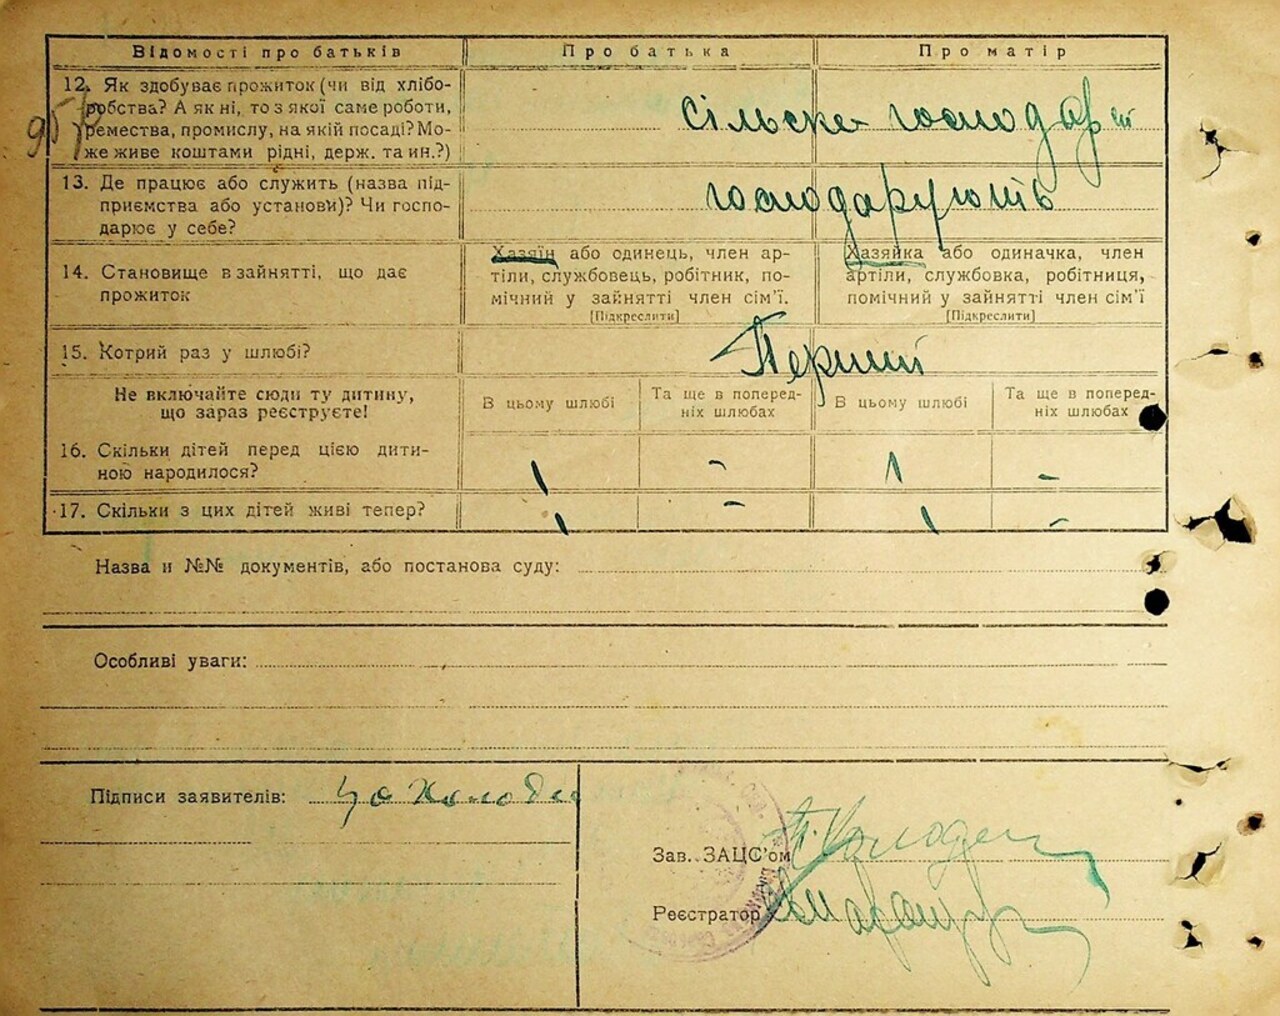 Відомості про батьків Про батька Про матір
12. Як здобуває прожиток (чи від хлібо-
робства? А як ні, то з якої саме роботи,
ремества, промислу, на якій посаді? Мо-
же живе коштами рідні, держ. та ин.?)
сільске господар
13. Де працює або служить (назва під-
приємства або установи)? Чи госпо-
дарює у себе?
господарують
14. Становище в зайнятті, що дає
прожиток
Хазяїн або одинець, член ар-
тіли, службовець, робітник, по-
мічний у зайнятті член сім'ї.
[Підкреслити]
Хазяйка або одиначка, член
артіли, службовка, робітниця,
помічний у зайнятті член сім'ї
[Підкреслити]
15. Котрий раз у шлюбі?
Перший
Не включайте сюди ту дитину,
що зараз реєструєте!
В цьому шлюбі
Та ще в поперед-
ніх шлюбах
В цьому шлюбі
Та ще в поперед-
ніх шлюбах
16. Скільки дітей перед цією дити-
ною народилося?
1 - 1 -
17. Скільки з цих дітей живі тепер?
1 - 1 -
Назва и №№ документів, або постанова суду:
Особливі уваги:
Підписи заявителів:
Зав. ЗАЦС'ом
Реєстратор